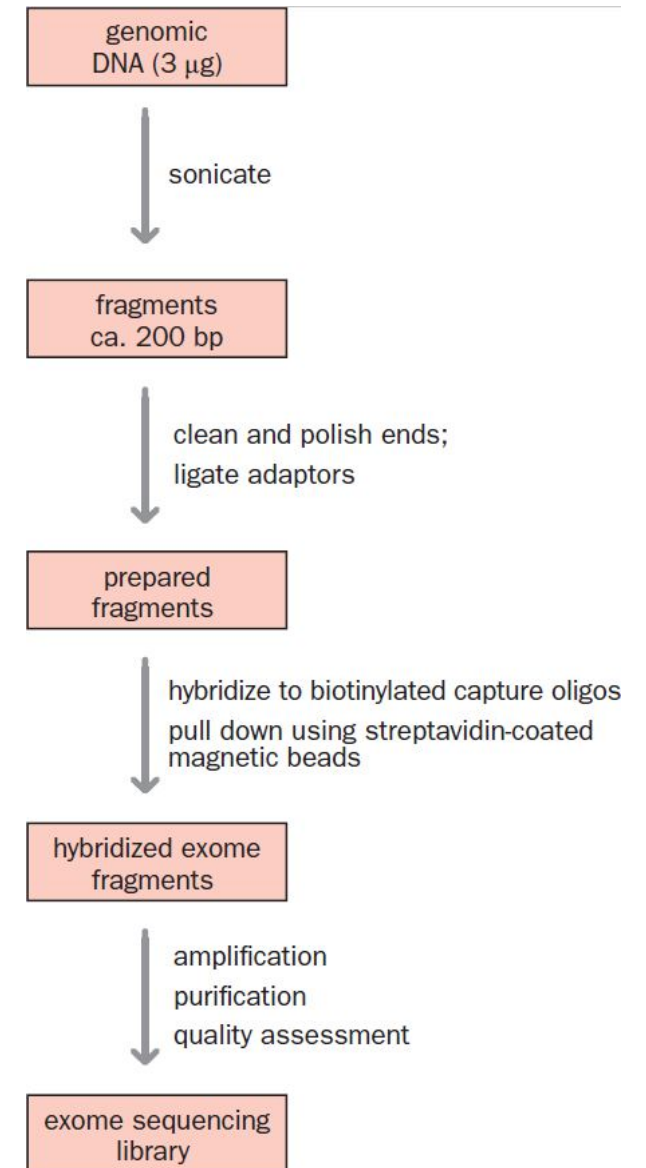 genomic
DNA (3 μg)
sonicate
fragments
ca. 200 bp
clean and polish ends;
ligate adaptors
prepared
fragments
hybridize to biotinylated capture oligos
pull down using streptavidin-coated
magnetic beads
hybridized exome
fragments
amplification
purification
quality assessment
exome sequencing
library